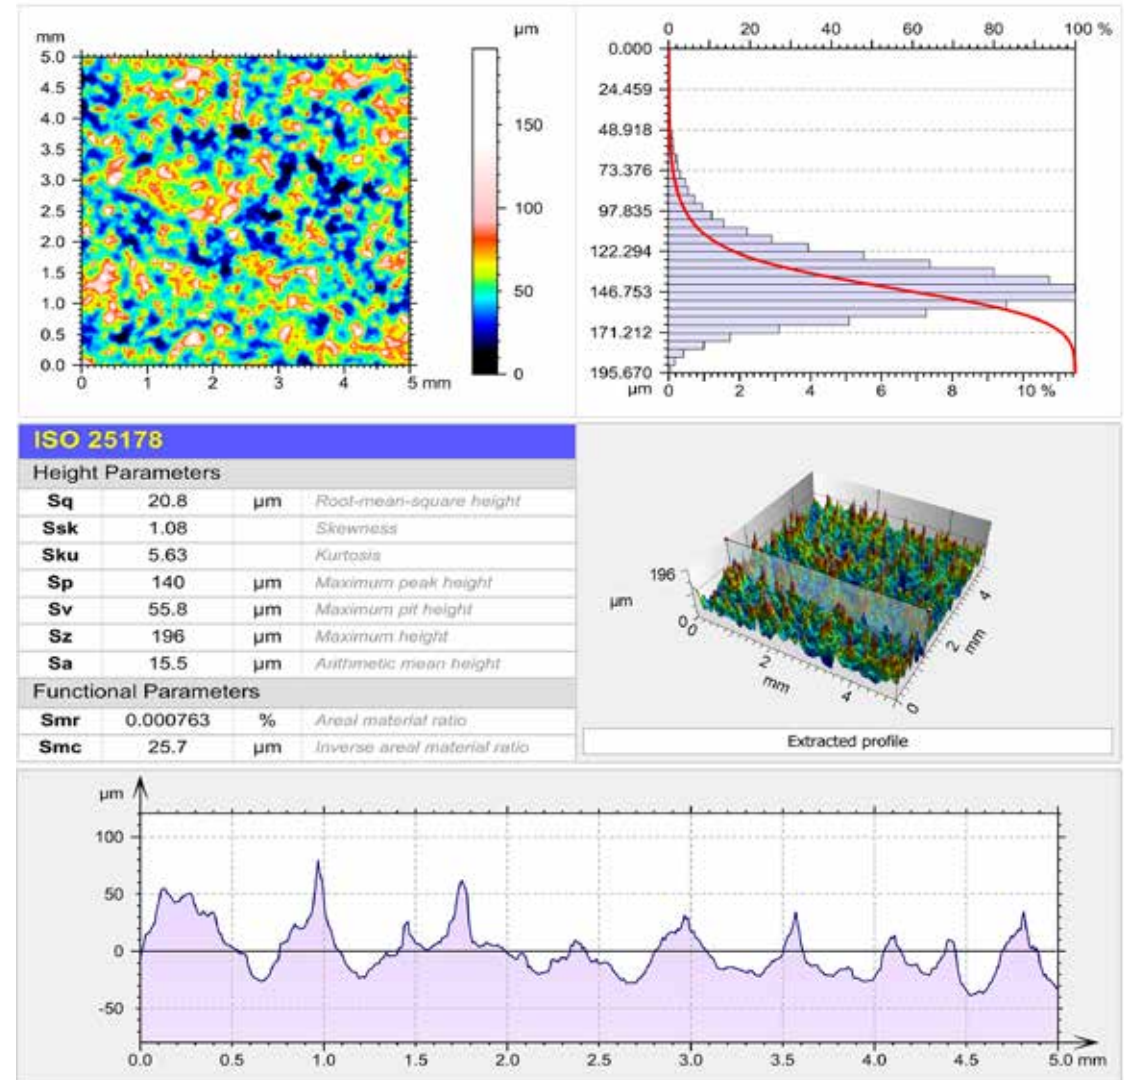 mm
µm
5.0
4.5
4.0
3.5
3.0
2.5
2.0
1.5
1.0
0.5
0.0
0 1 2 3 4 5 mm
150
100
50
0
0 20 40 60 80 100 %
0.000
24.459
48.918
73.376
97.835
122.294
146.753
171.212
195.670
µm 0 2 4 6 8 10 %
ISO 25178
Height Parameters
Sq 20.8 µm Root-mean-square height
Ssk 1.08 Skewness
Sku 5.63 Kurtosis
Sp 140 µm Maximum peak height
Sv 55.8 µm Maximum pit height
Sz 196 µm Maximum height
Sa 15.5 µm Arithmetic mean height
Functional Parameters
Smr 0.000763 % Areal material ratio
Smc 25.7 µm Inverse areal material ratio
196
µm
0
0 2 4
mm
0 2 4
mm
Extracted profile
µm
100
50
0
-50
0.0 0.5 1.0 1.5 2.0 2.5 3.0 3.5 4.0 4.5 5.0 mm